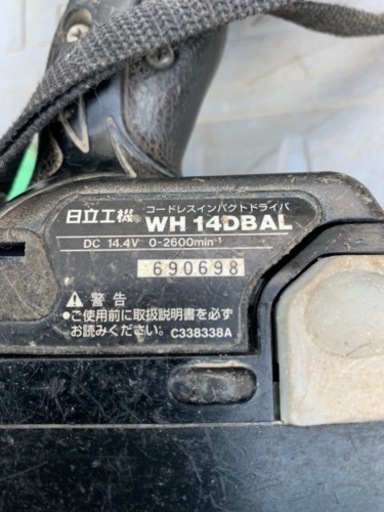 日立工機 コードレスインパクトドライバ
WH 14DBAL
DC 14.4V 0-2600min⁻¹
690698
⚠ 警告
●ご使用前に取扱説明書を必ず
お読みください。 C338338A